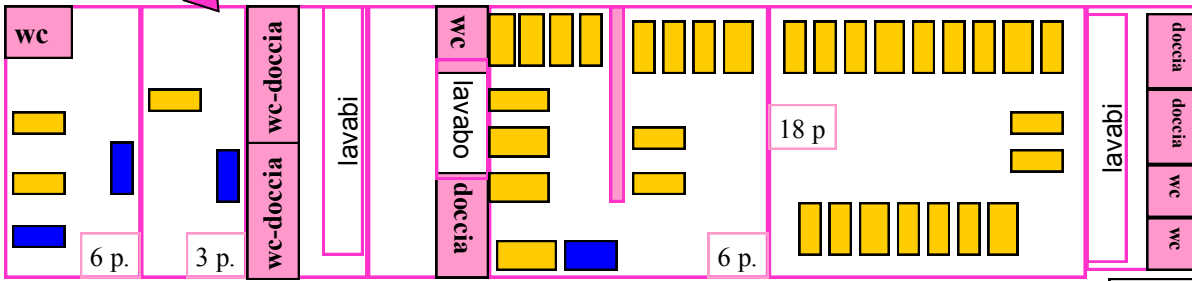 wc
6 p.
3 p.
wc-doccia
wc-doccia
lavabi
wc
lavabo
doccia
6 p.
18 p
lavabi
doccia
doccia
wc
wc